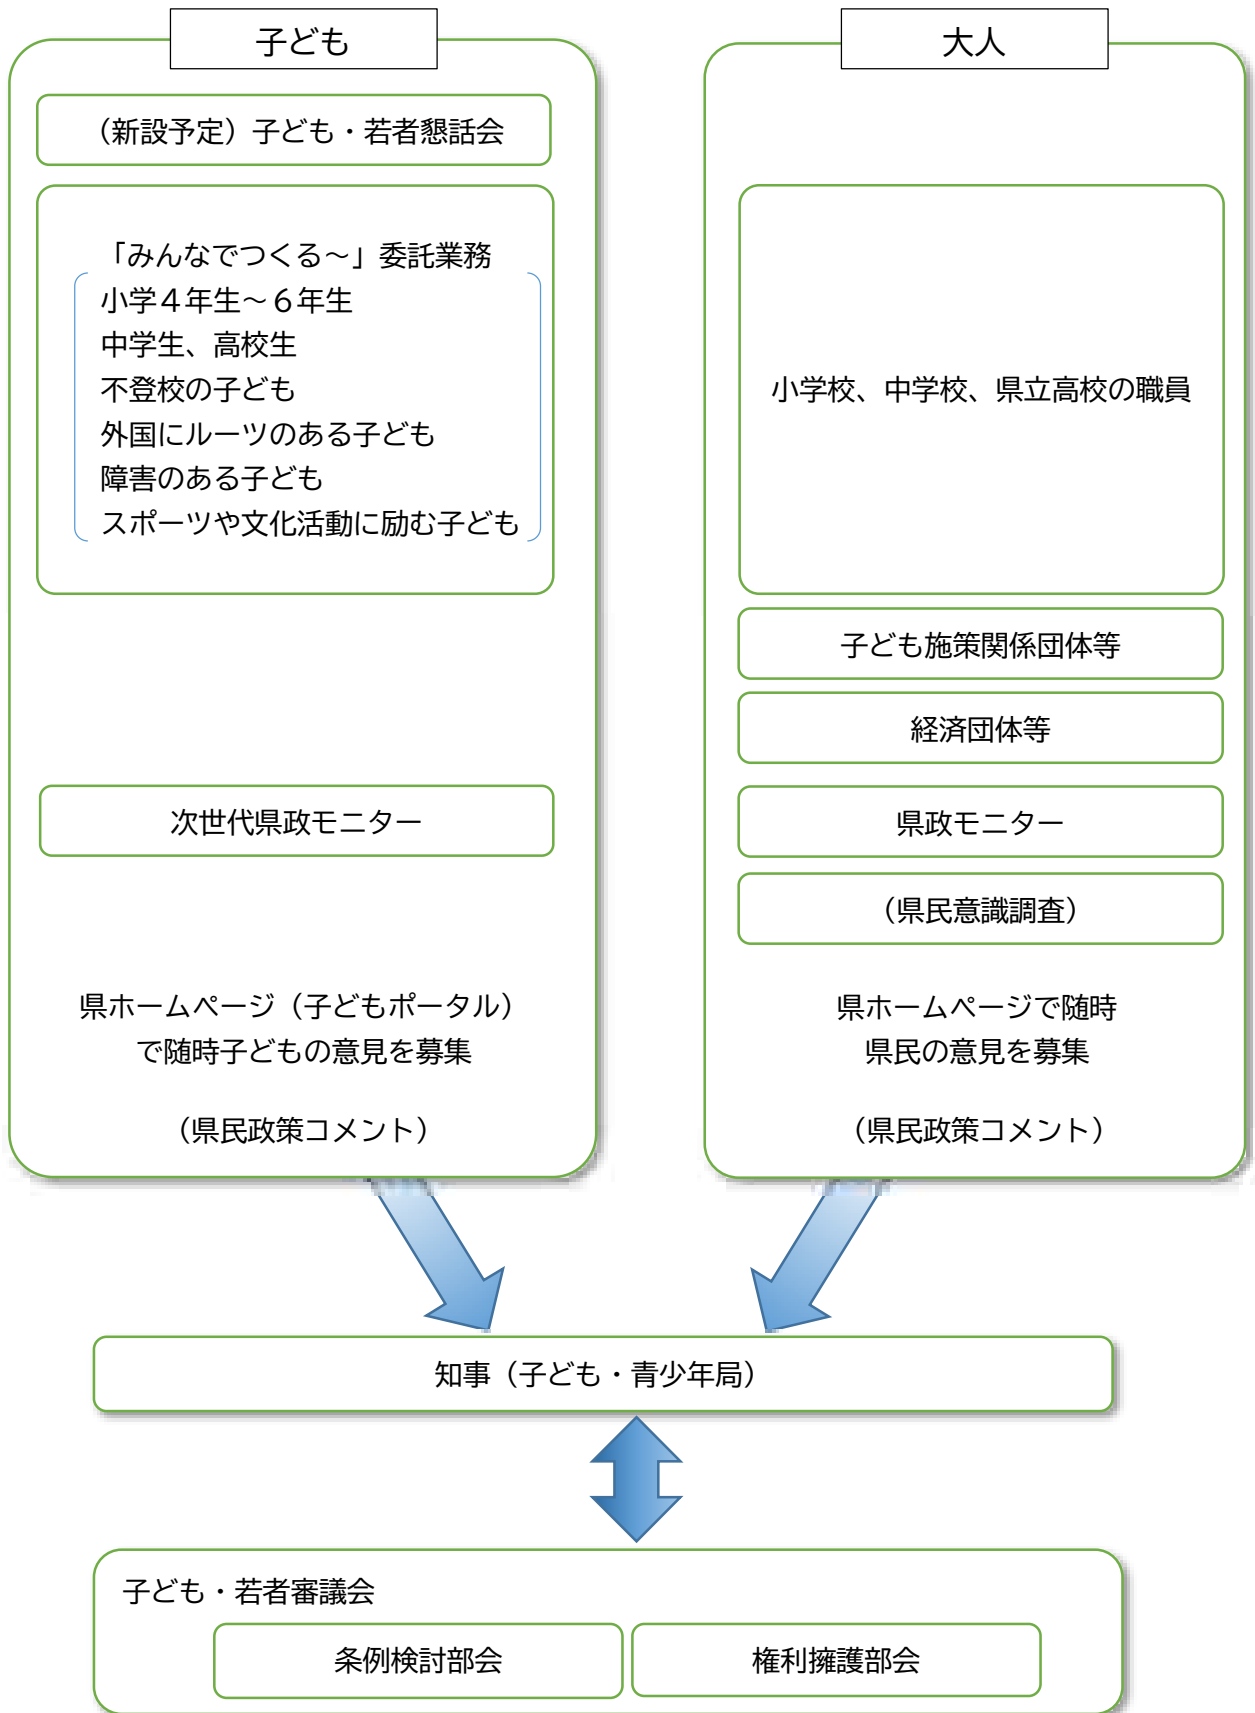 子ども
（新設予定）子ども・若者懇話会
「みんなでつくる～」委託業務
小学４年生～６年生
中学生、高校生
不登校の子ども
外国にルーツのある子ども
障害のある子ども
スポーツや文化活動に励む子ども
次世代県政モニター
県ホームページ（子どもポータル）
で随時子どもの意見を募集
（県民政策コメント）
大人
小学校、中学校、県立高校の職員
子ども施策関係団体等
経済団体等
県政モニター
（県民意識調査）
県ホームページで随時
県民の意見を募集
（県民政策コメント）
知事（子ども・青少年局）
子ども・若者審議会
条例検討部会
権利擁護部会